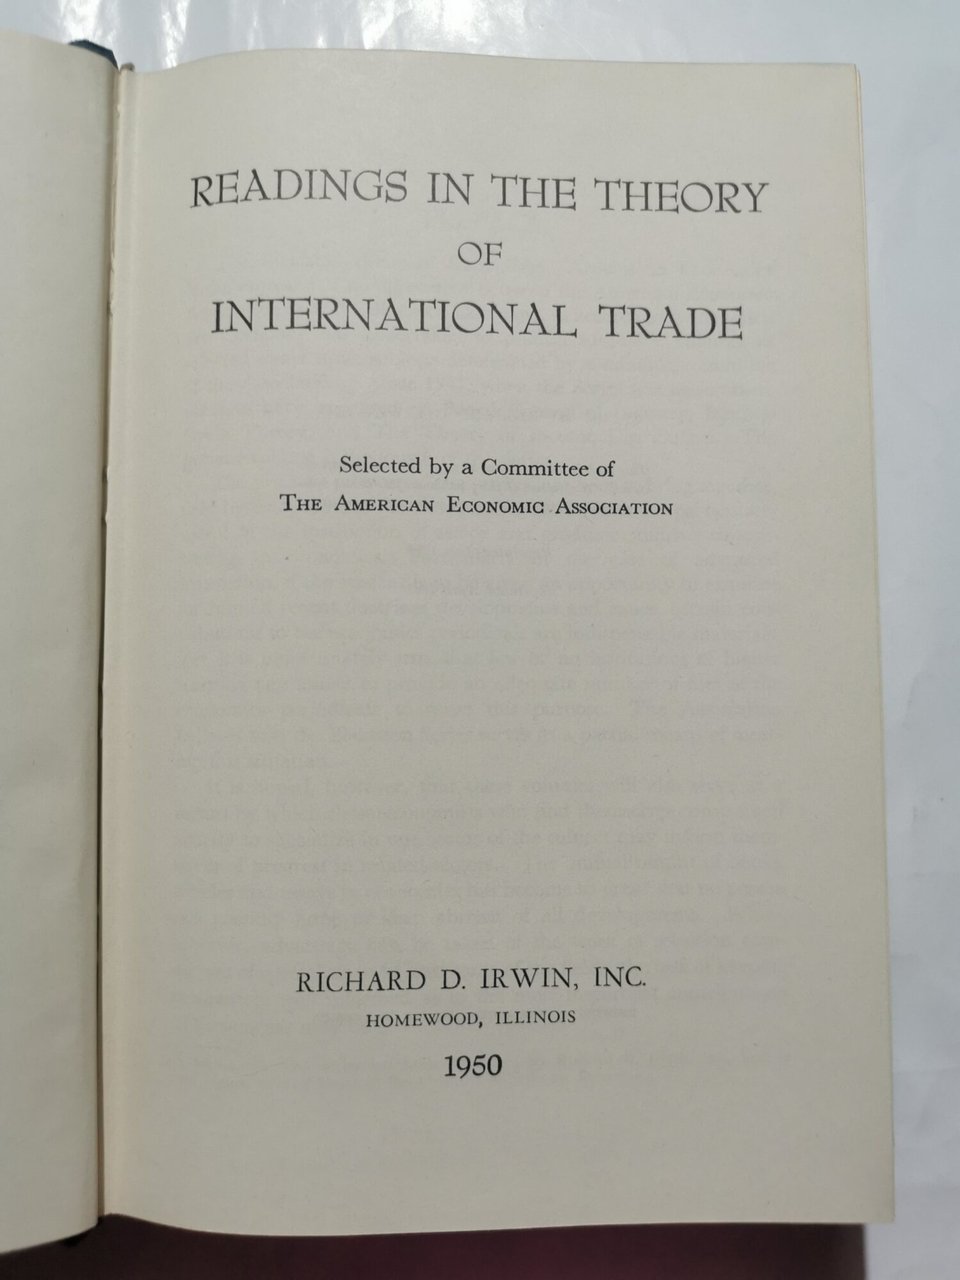 READINGS IN THE THEORY
OF
INTERNATIONAL TRADE
Selected by a Committee of
THE AMERICAN ECONOMIC ASSOCIATION
RICHARD D. IRWIN, INC.
HOMEWOOD, ILLINOIS
1950